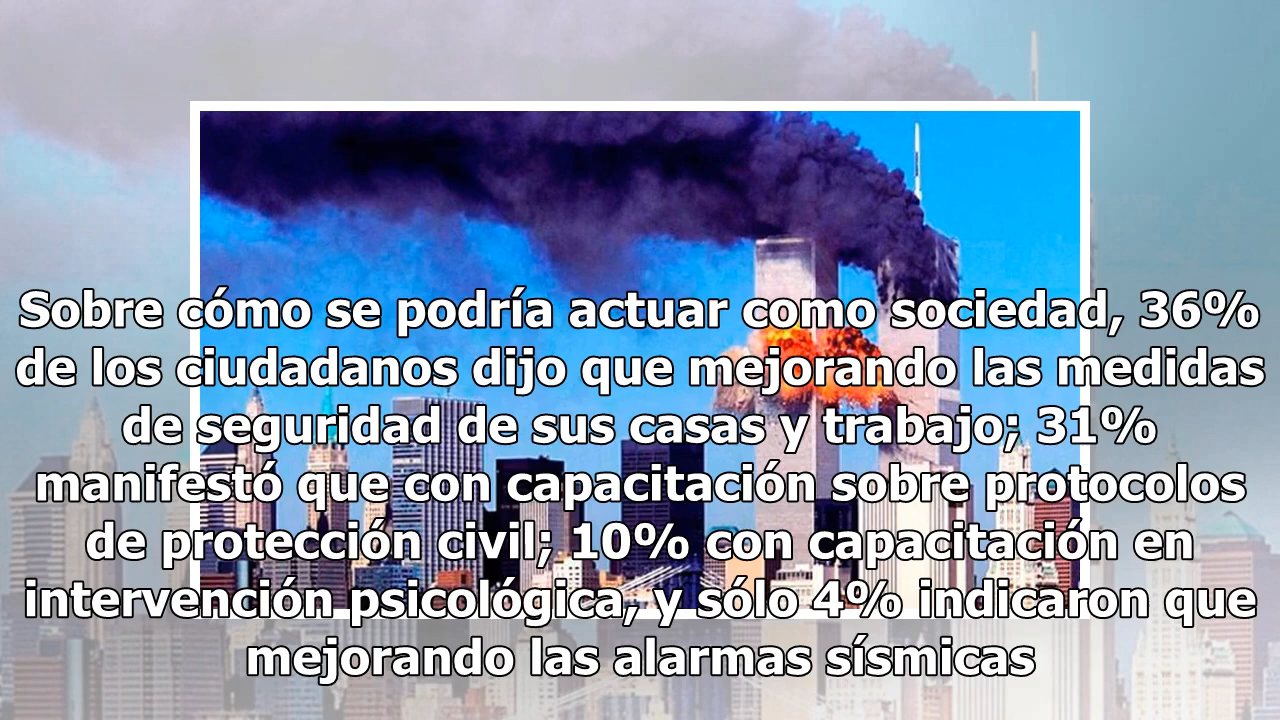 Sobre cómo se podría actuar como sociedad, 36%
de los ciudadanos dijo que mejorando las medidas
de seguridad de sus casas y trabajo; 31%
manifestó que con capacitación sobre protocolos
de protección civil; 10% con capacitación en
intervención psicológica, y sólo 4% indicaron que
mejorando las alarmas sísmicas